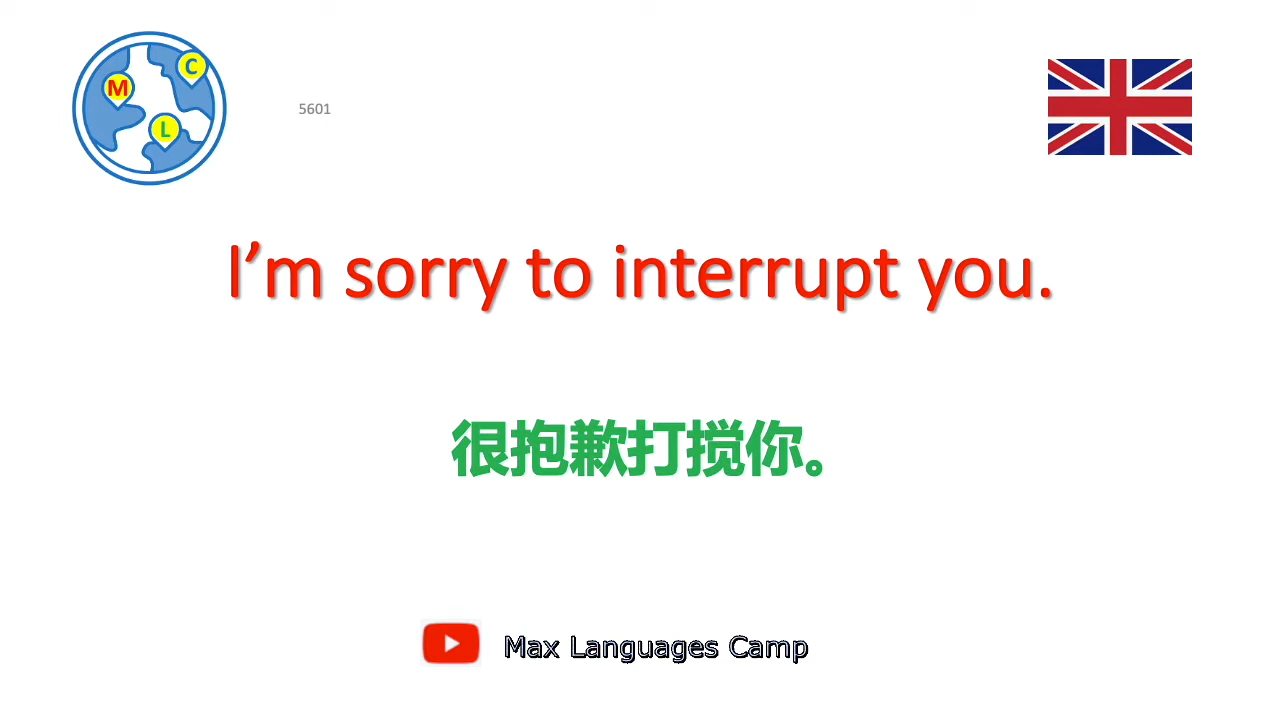 M
C
L
5601
I’m sorry to interrupt you.
很抱歉打搅你。
Max Languages Camp